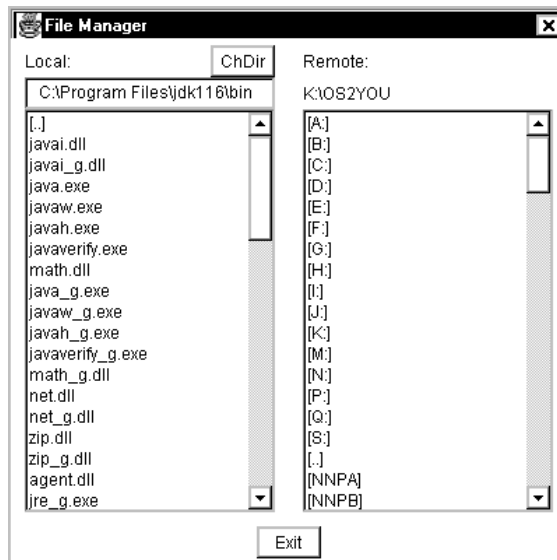 File Manager
Local:
ChDir
C:\Program Files\jdk116\bin
[..]
javai.dll
javai_g.dll
java.exe
javaw.exe
javah.exe
javaverify.exe
math.dll
java_g.exe
javaw_g.exe
javah_g.exe
javaverify_g.exe
math_g.dll
net.dll
net_g.dll
zip.dll
zip_g.dll
agent.dll
jre_g.exe
Remote:
K:\OS2YOU
[A:]
[B:]
[C:]
[D:]
[E:]
[F:]
[G:]
[H:]
[I:]
[J:]
[K:]
[M:]
[N:]
[P:]
[Q:]
[S:]
[..]
[NNPA]
[NNPB]
Exit